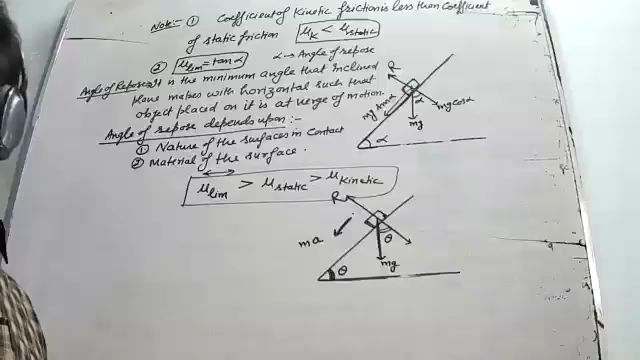 Note:- ① Coefficient of Kinetic friction is less than Coefficient
of static friction μk < μstatic
② μlim = tan α α → Angle of repose
Angle of Repose:- It is the minimum angle that inclined
plane makes with horizontal such that
object placed on it is at verge of motion.
Angle of repose depends upon :-
① Nature of the surfaces in contact
② Material of the surface.
μlim > μstatic > μkinetic
R
mg sin α
α
mg cos α
mg
α
R
ma
θ
mg
θ